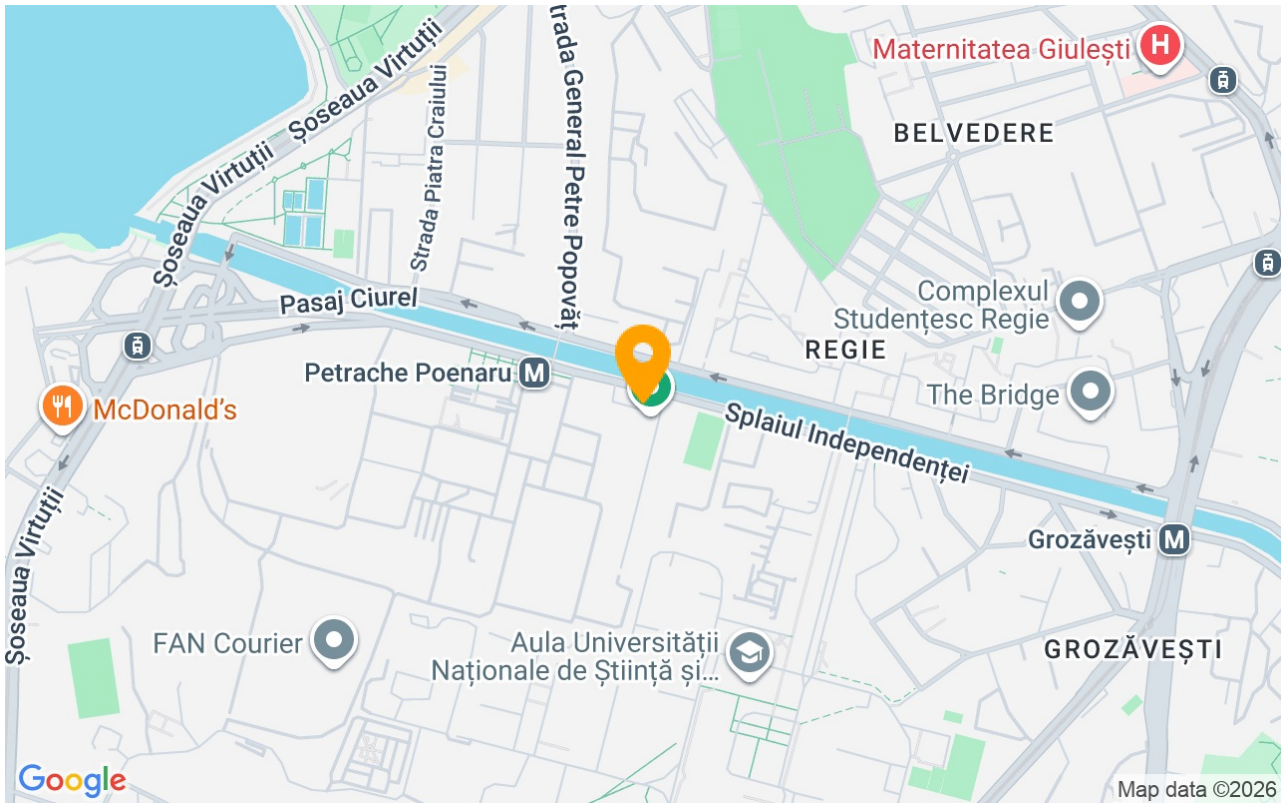 Maternitatea Giulești
H
Șoseaua Virtuții
trada General Petre Popovăț
Strada Piatra Craiului
BELVEDERE
Șoseaua Virtuții
Pasaj Ciurel
Complexul
Studențesc Regie
REGIE
Petrache Poenaru M
The Bridge
McDonald's
Splaiul Independenței
Șoseaua Virtuții
Grozăvești M
FAN Courier
Aula Universității
Naționale de Știință și...
GROZĂVEȘTI
Google
Map data ©2026